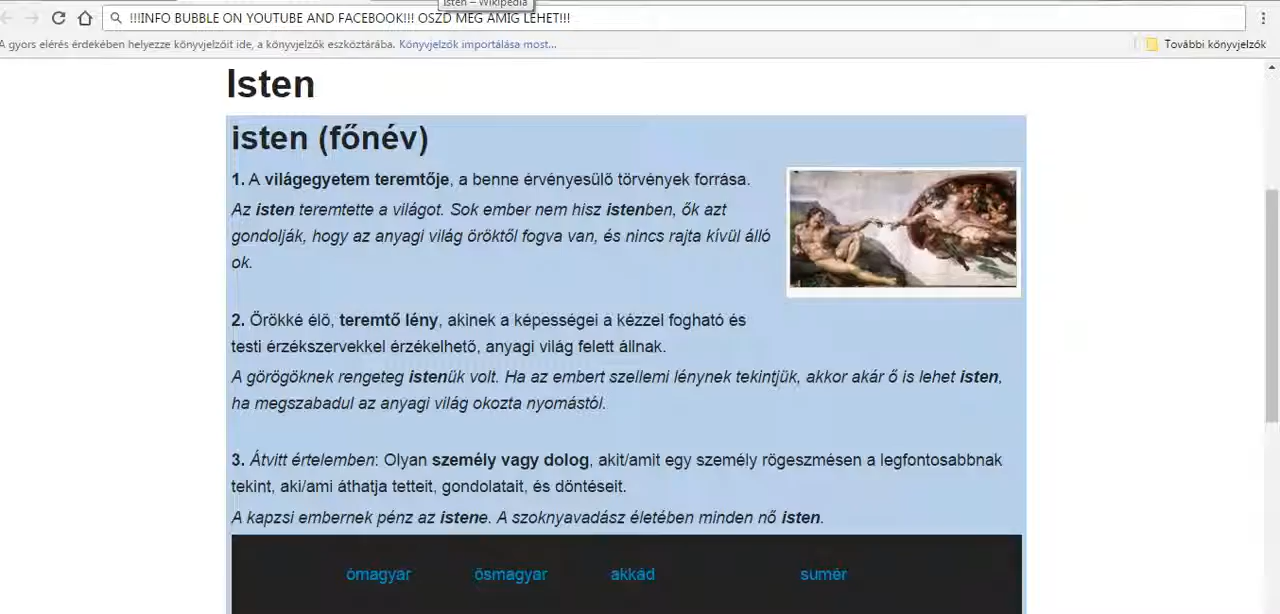 Isten – Wikipédia
!!!INFO BUBBLE ON YOUTUBE AND FACEBOOK!!! OSZD MEG AMIG LEHET!!!
A gyors elérés érdekében helyezze könyvjelzőit ide, a könyvjelzők eszköztárába. Könyvjelzők importálása most... További könyvjelzők
Isten
isten (főnév)
1. A világegyetem teremtője, a benne érvényesülő törvények forrása.
Az isten teremtette a világot. Sok ember nem hisz istenben, ők azt
gondolják, hogy az anyagi világ öröktől fogva van, és nincs rajta kívül álló
ok.
2. Örökké élő, teremtő lény, akinek a képességei a kézzel fogható és
testi érzékszervekkel érzékelhető, anyagi világ felett állnak.
A görögöknek rengeteg istenük volt. Ha az embert szellemi lénynek tekintjük, akkor akár ő is lehet isten,
ha megszabadul az anyagi világ okozta nyomástól.
3. Átvitt értelemben: Olyan személy vagy dolog, akit/amit egy személy rögeszmésen a legfontosabbnak
tekint, aki/ami áthatja tetteit, gondolatait, és döntéseit.
A kapzsi embernek pénz az istene. A szoknyavadász életében minden nő isten.
ómagyar ősmagyar akkád sumér